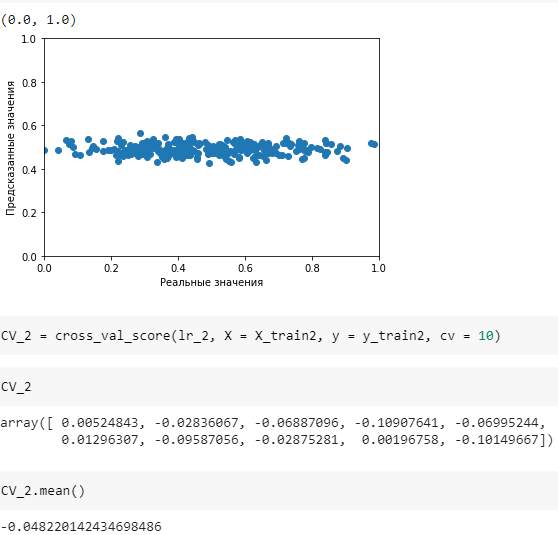 (0.0, 1.0)
1.0
0.8
0.6
0.4
0.2
0.0
Предсказанные значения
0.0 0.2 0.4 0.6 0.8 1.0
Реальные значения
CV_2 = cross_val_score(lr_2, X = X_train2, y = y_train2, cv = 10)
CV_2
array([ 0.00524843, -0.02836067, -0.06887096, -0.10907641, -0.06995244,
0.01296307, -0.09587056, -0.02875281, 0.00196758, -0.10149667])
CV_2.mean()
-0.048220142434698486